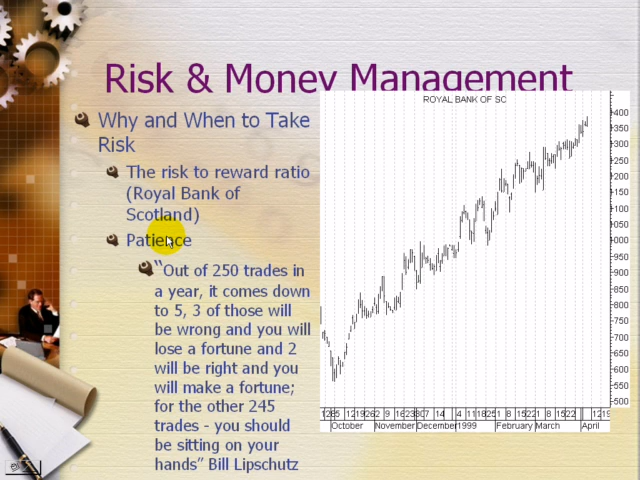 Risk & Money Management
Why and When to Take
Risk
The risk to reward ratio
(Royal Bank of
Scotland)
Patience
“Out of 250 trades in
a year, it comes down
to 5, 3 of those will
be wrong and you will
lose a fortune and 2
will be right and you
will make a fortune;
for the other 245
trades - you should
be sitting on your
hands” Bill Lipschutz
ROYAL BANK OF SC
1400
1350
1300
1250
1200
1150
1100
1050
1000
950
900
850
800
750
700
650
600
550
500
October November December 1999 February March April